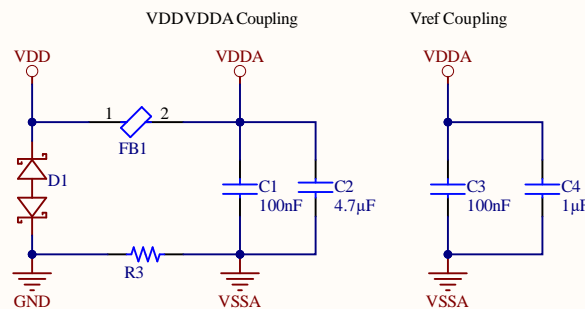 VDDVDDA Coupling
Vref Coupling
VDD
VDDA
VDDA
1
2
FB1
D1
C1
100nF
C2
4.7µF
C3
100nF
C4
1µF
R3
GND
VSSA
VSSA